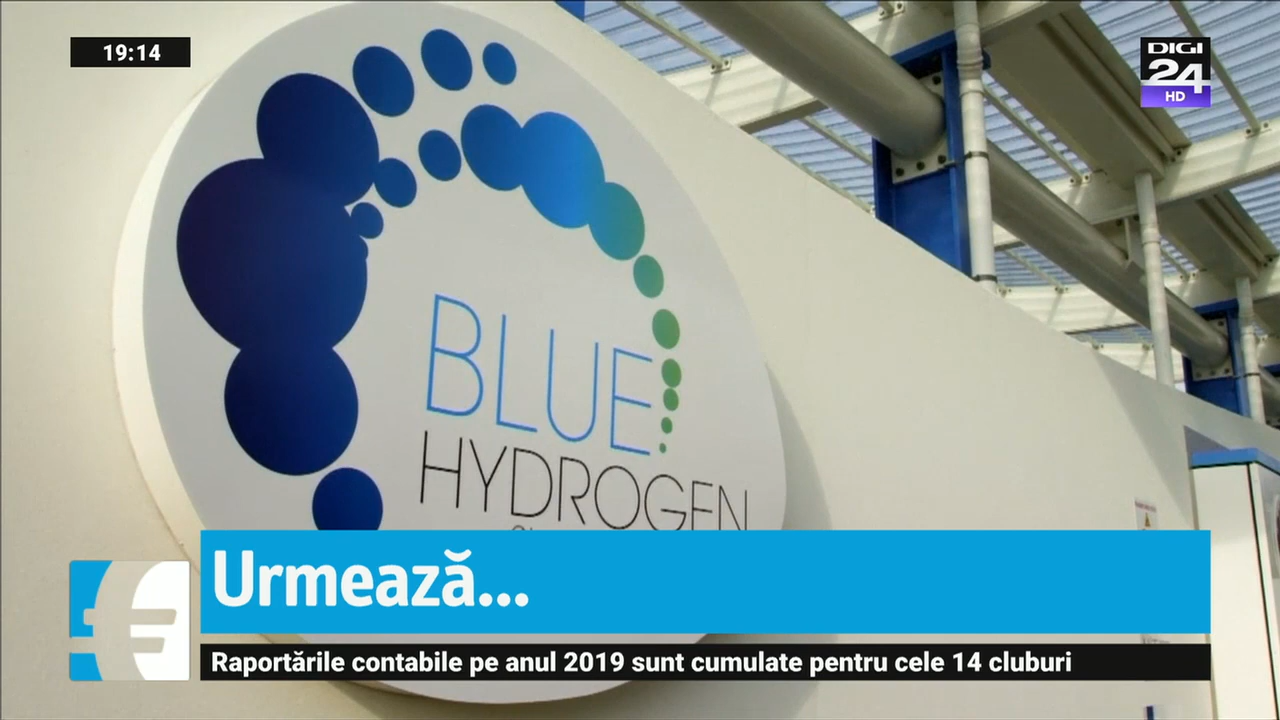 19:14
DIGI
24
HD
BLUE
HYDROGEN
Urmează...
Raportările contabile pe anul 2019 sunt cumulate pentru cele 14 cluburi